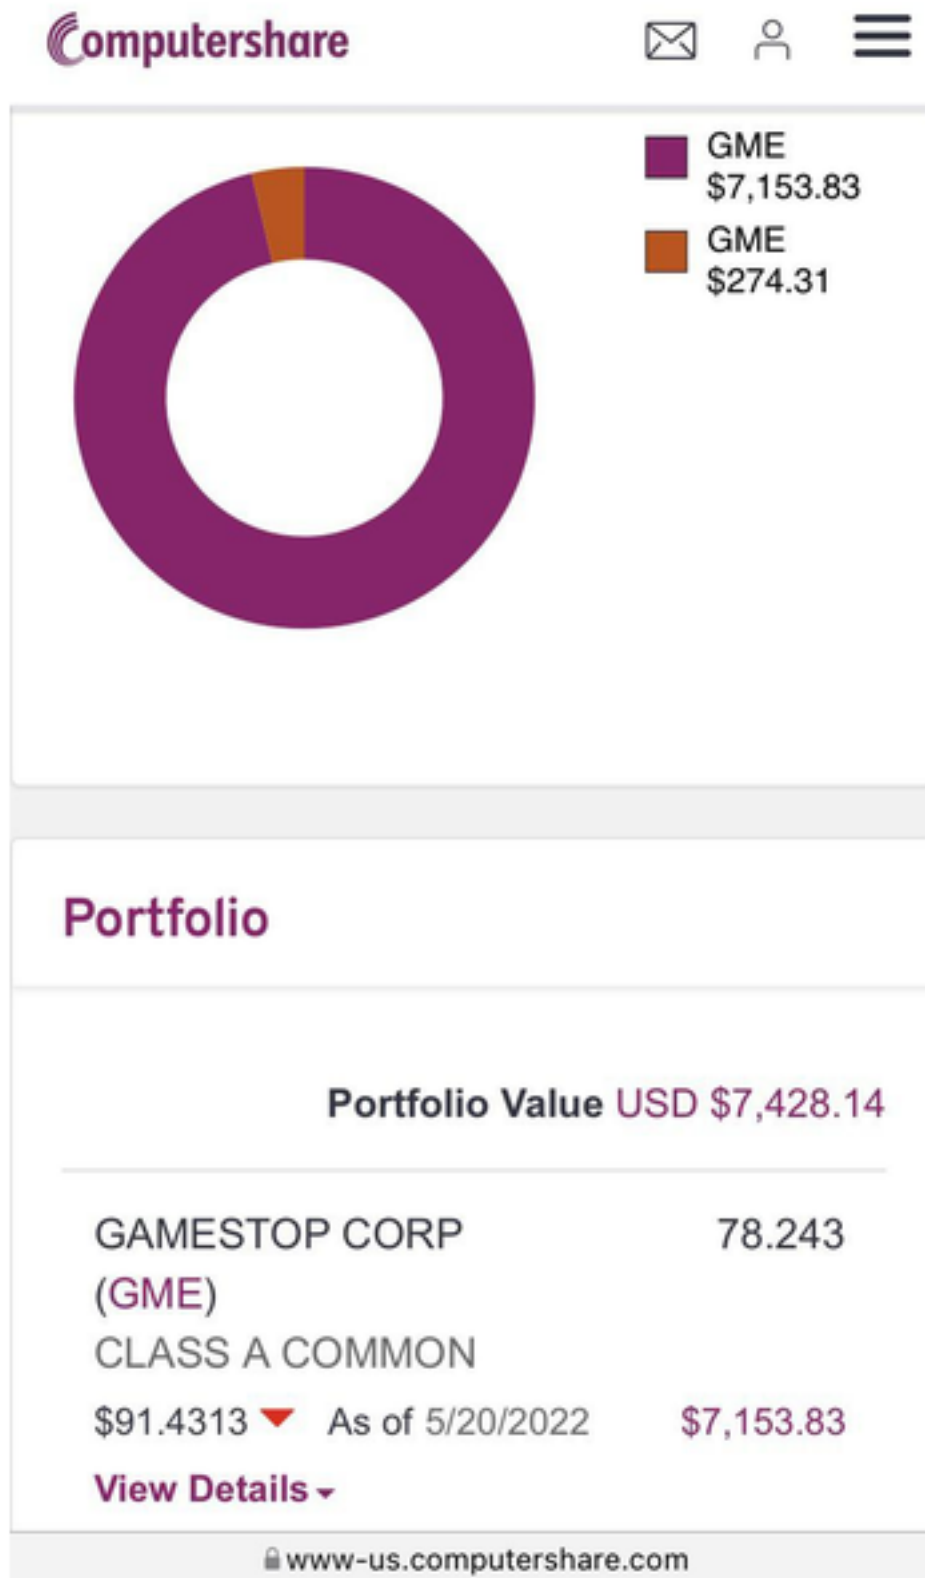 Computershare
GME
$7,153.83
GME
$274.31
Portfolio
Portfolio Value USD $7,428.14
GAMESTOP CORP 78.243
(GME)
CLASS A COMMON
$91.4313 As of 5/20/2022 $7,153.83
View Details
www-us.computershare.com